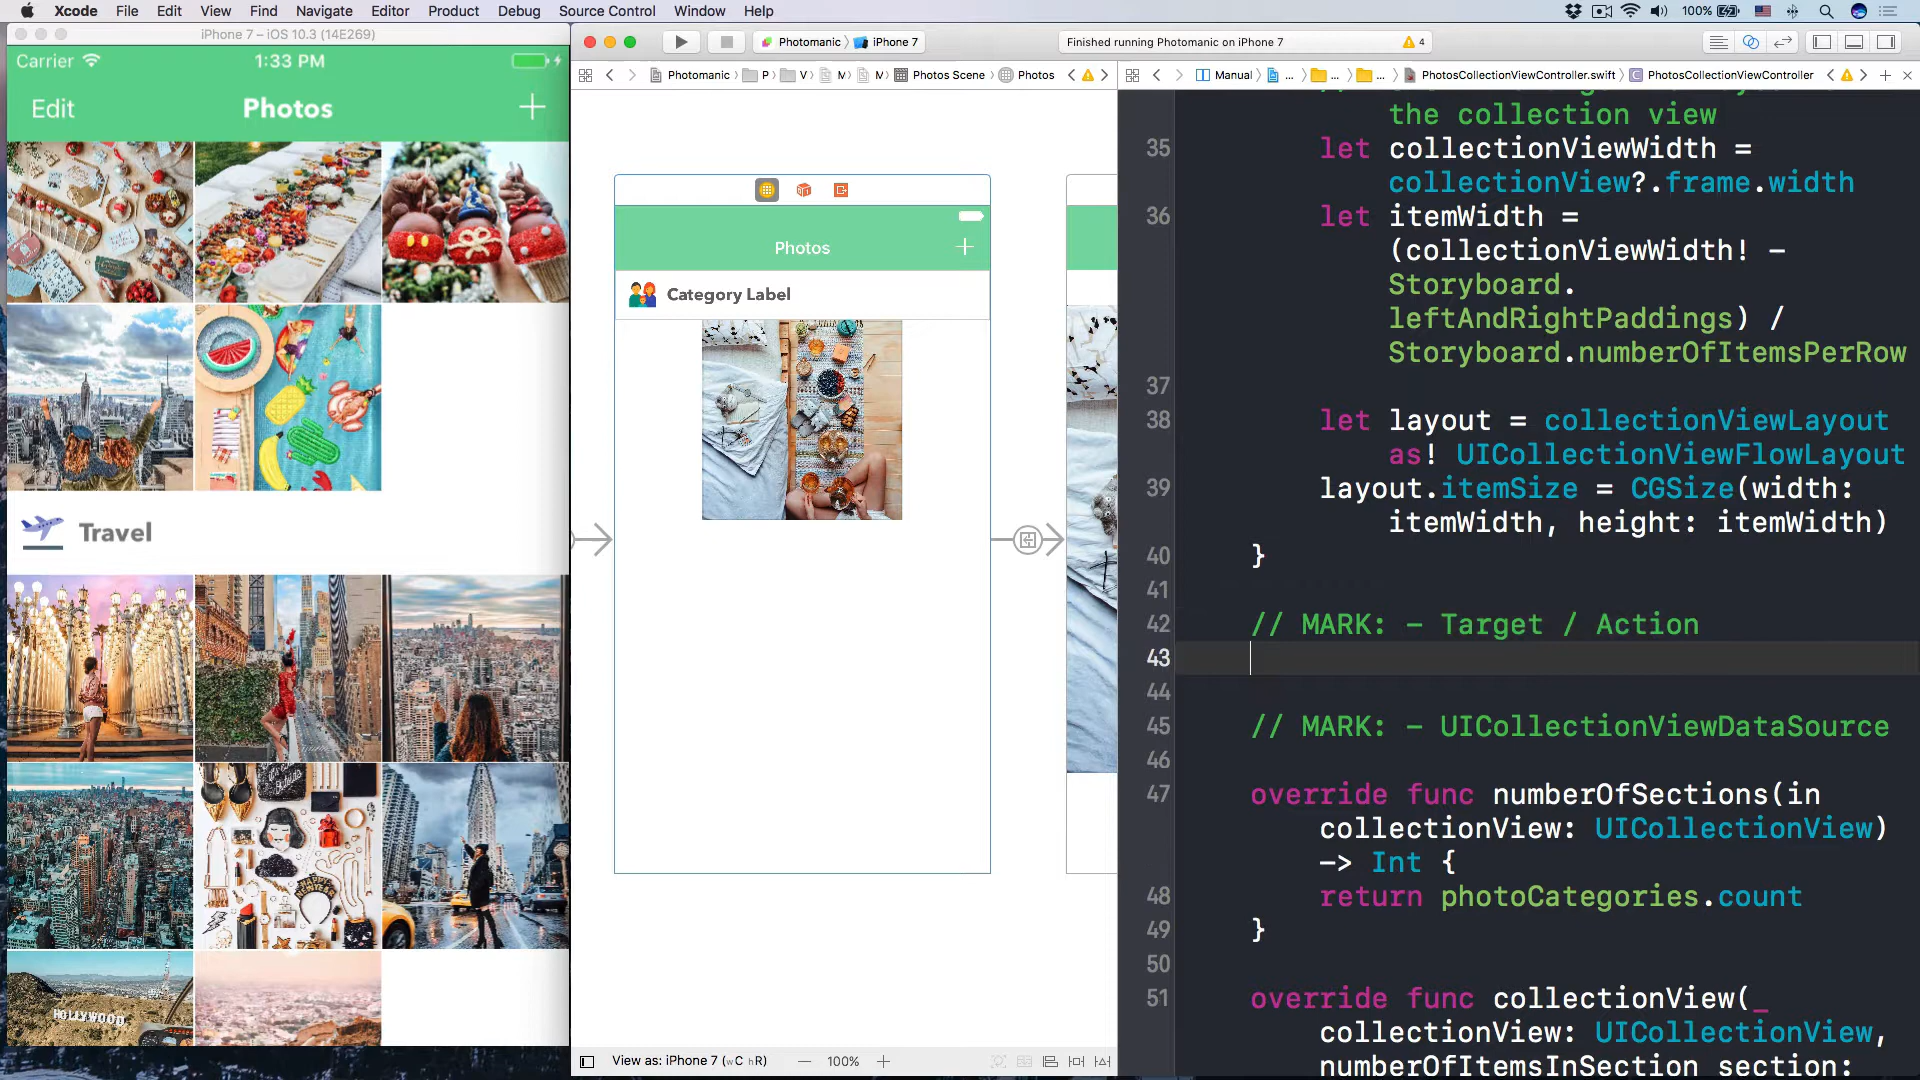 Xcode File Edit View Find Navigate Editor Product Debug Source Control Window Help 100%
iPhone 7 – iOS 10.3 (14E269)
Carrier 1:33 PM
Edit Photos +
Travel
HOLLYWOOD
Photomanic iPhone 7
Finished running Photomanic on iPhone 7 4
Photomanic P V M M Photos Scene Photos
Photos +
Category Label
View as: iPhone 7 (wC hR) — 100% +
Manual ... ... ... PhotosCollectionViewController.swift PhotosCollectionViewController
the collection view
35 let collectionViewWidth =
collectionView?.frame.width
36 let itemWidth =
(collectionViewWidth! -
Storyboard.
leftAndRightPaddings) /
Storyboard.numberOfItemsPerRow
37
38 let layout = collectionViewLayout
as! UICollectionViewFlowLayout
39 layout.itemSize = CGSize(width:
itemWidth, height: itemWidth)
40 }
41
42 // MARK: - Target / Action
43
44
45 // MARK: - UICollectionViewDataSource
46
47 override func numberOfSections(in
collectionView: UICollectionView)
-> Int {
48 return photoCategories.count
49 }
50
51 override func collectionView(_
collectionView: UICollectionView,
numberOfItemsInSection section: